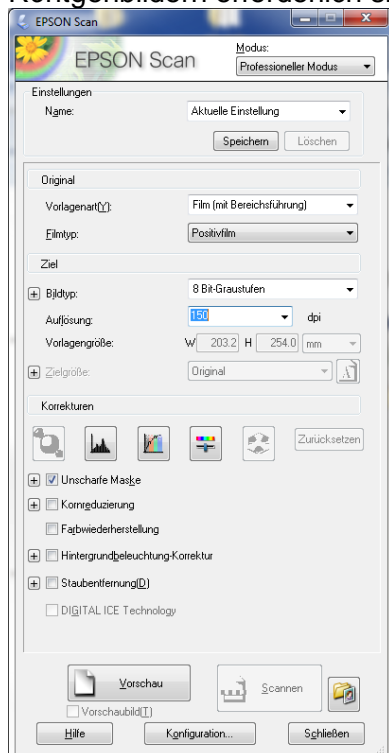 EPSON Scan
EPSON Scan
Modus:
Professioneller Modus
Einstellungen
Name: Aktuelle Einstellung
Speichern Löschen
Original
Vorlagenart(Y): Film (mit Bereichsführung)
Filmtyp: Positivfilm
Ziel
Bildtyp: 8 Bit-Graustufen
Auflösung: 150 dpi
Vorlagengröße: W 203.2 H 254.0 mm
Zielgröße: Original
Korrekturen
Zurücksetzen
Unscharfe Maske
Kornreduzierung
Farbwiederherstellung
Hintergrundbeleuchtung-Korrektur
Staubentfernung(D)
DIGITAL ICE Technology
Vorschau Scannen
Vorschaubild(T)
Hilfe Konfiguration... Schließen